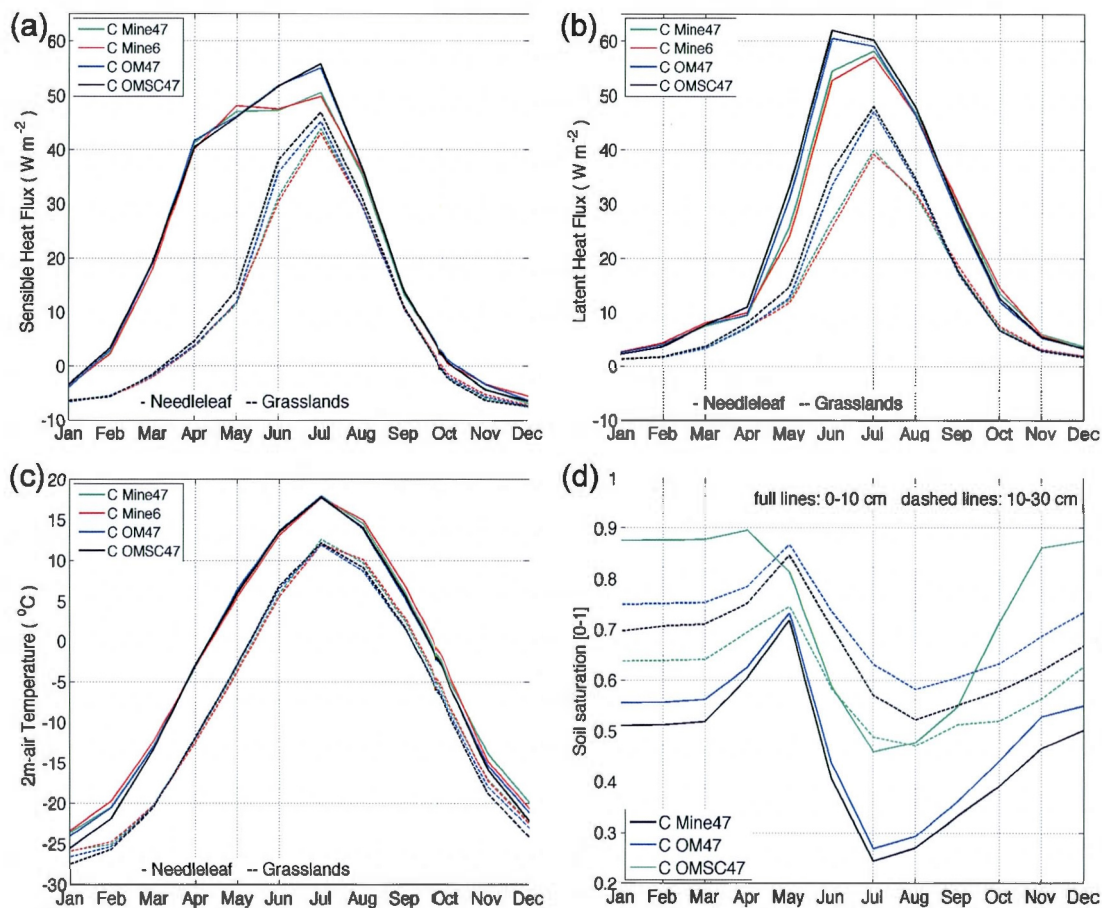 (a)
C Mine47
C Mine6
C OM47
C OMSC47
Sensible Heat Flux ( W m-2)
60
50
40
30
20
10
0
-10
- Needleaf -- Grasslands
Jan Feb Mar Apr May Jun Jul Aug Sep Oct Nov Dec
(b)
C Mine47
C Mine6
C OM47
C OMSC47
Latent Heat Flux ( W m-2)
60
50
40
30
20
10
0
-10
- Needleleaf -- Grasslands
Jan Feb Mar Apr May Jun Jul Aug Sep Oct Nov Dec
(c)
C Mine47
C Mine6
C OM47
C OMSC47
2m-air Temperature ( °C)
20
15
10
5
0
-5
-10
-15
-20
-25
-30
- Needleleaf -- Grasslands
Jan Feb Mar Apr May Jun Jul Aug Sep Oct Nov Dec
(d)
full lines: 0-10 cm dashed lines: 10-30 cm
Soil saturation [0-1]
1
0.9
0.8
0.7
0.6
0.5
0.4
0.3
0.2
C Mine47
C OM47
C OMSC47
Jan Feb Mar Apr May Jun Jul Aug Sep Oct Nov Dec